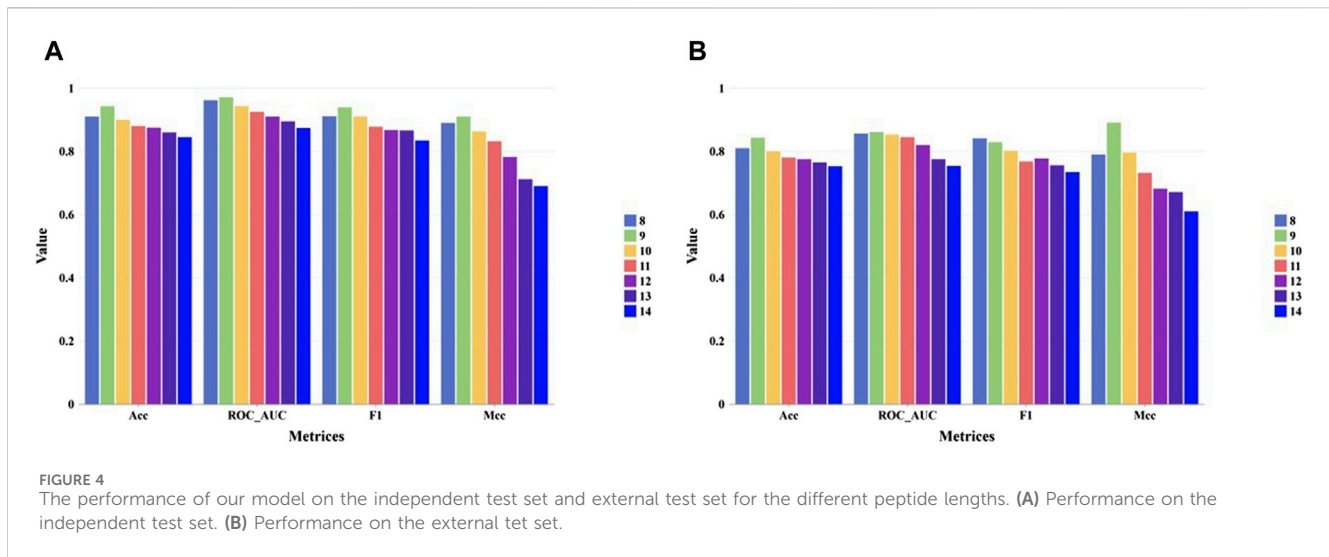 A
1
0.8
0.6
0.4
0.2
0
Value
Acc
ROC_AUC
F1
Mcc
Metrices
8
9
10
11
12
13
14
B
1
0.8
0.6
0.4
0.2
0
Value
Acc
ROC_AUC
F1
Mcc
Metrices
8
9
10
11
12
13
14
FIGURE 4
The performance of our model on the independent test set and external test set for the different peptide lengths. (A) Performance on the
independent test set. (B) Performance on the external tet set.